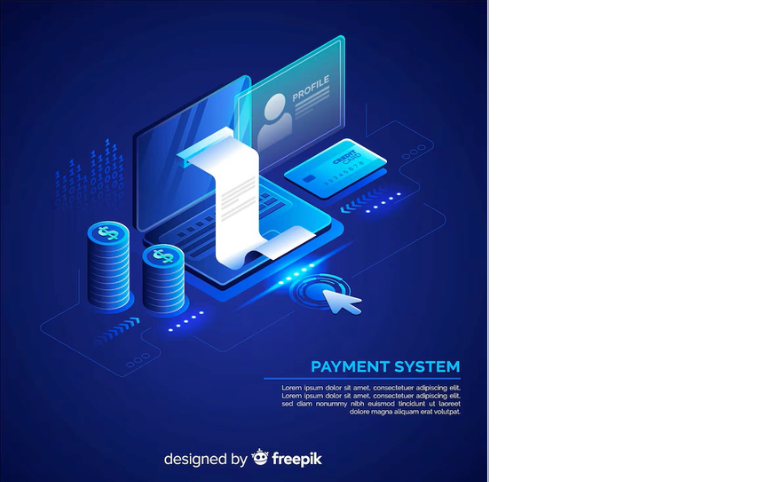 PROFILE
CREDIT
CARD
PAYMENT SYSTEM
Lorem ipsum dolor sit amet, consectetuer adipiscing elit.
Lorem ipsum dolor sit amet, consectetuer adipiscing elit,
sed diam nonummy nibh euismod tincidunt ut laoreet
dolore magna aliquam erat volutpat.
designed by freepik